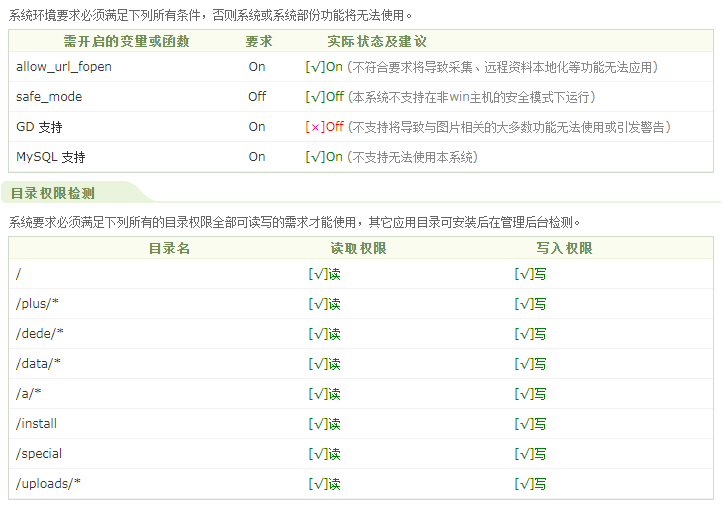 系统环境要求必须满足下列所有条件，否则系统或系统部份功能将无法使用。
需开启的变量或函数 要求 实际状态及建议
allow_url_fopen On [√]On (不符合要求将导致采集、远程资料本地化等功能无法应用)
safe_mode Off [√]Off (本系统不支持在非win主机的安全模式下运行)
GD 支持 On [×]Off (不支持将导致与图片相关的大多数功能无法使用或引发警告)
MySQL 支持 On [√]On (不支持无法使用本系统)
目录权限检测
系统要求必须满足下列所有的目录权限全部可读写的需求才能使用，其它应用目录可安装后在管理后台检测。
目录名 读取权限 写入权限
/ [√]读 [√]写
/plus/* [√]读 [√]写
/dede/* [√]读 [√]写
/data/* [√]读 [√]写
/a/* [√]读 [√]写
/install [√]读 [√]写
/special [√]读 [√]写
/uploads/* [√]读 [√]写